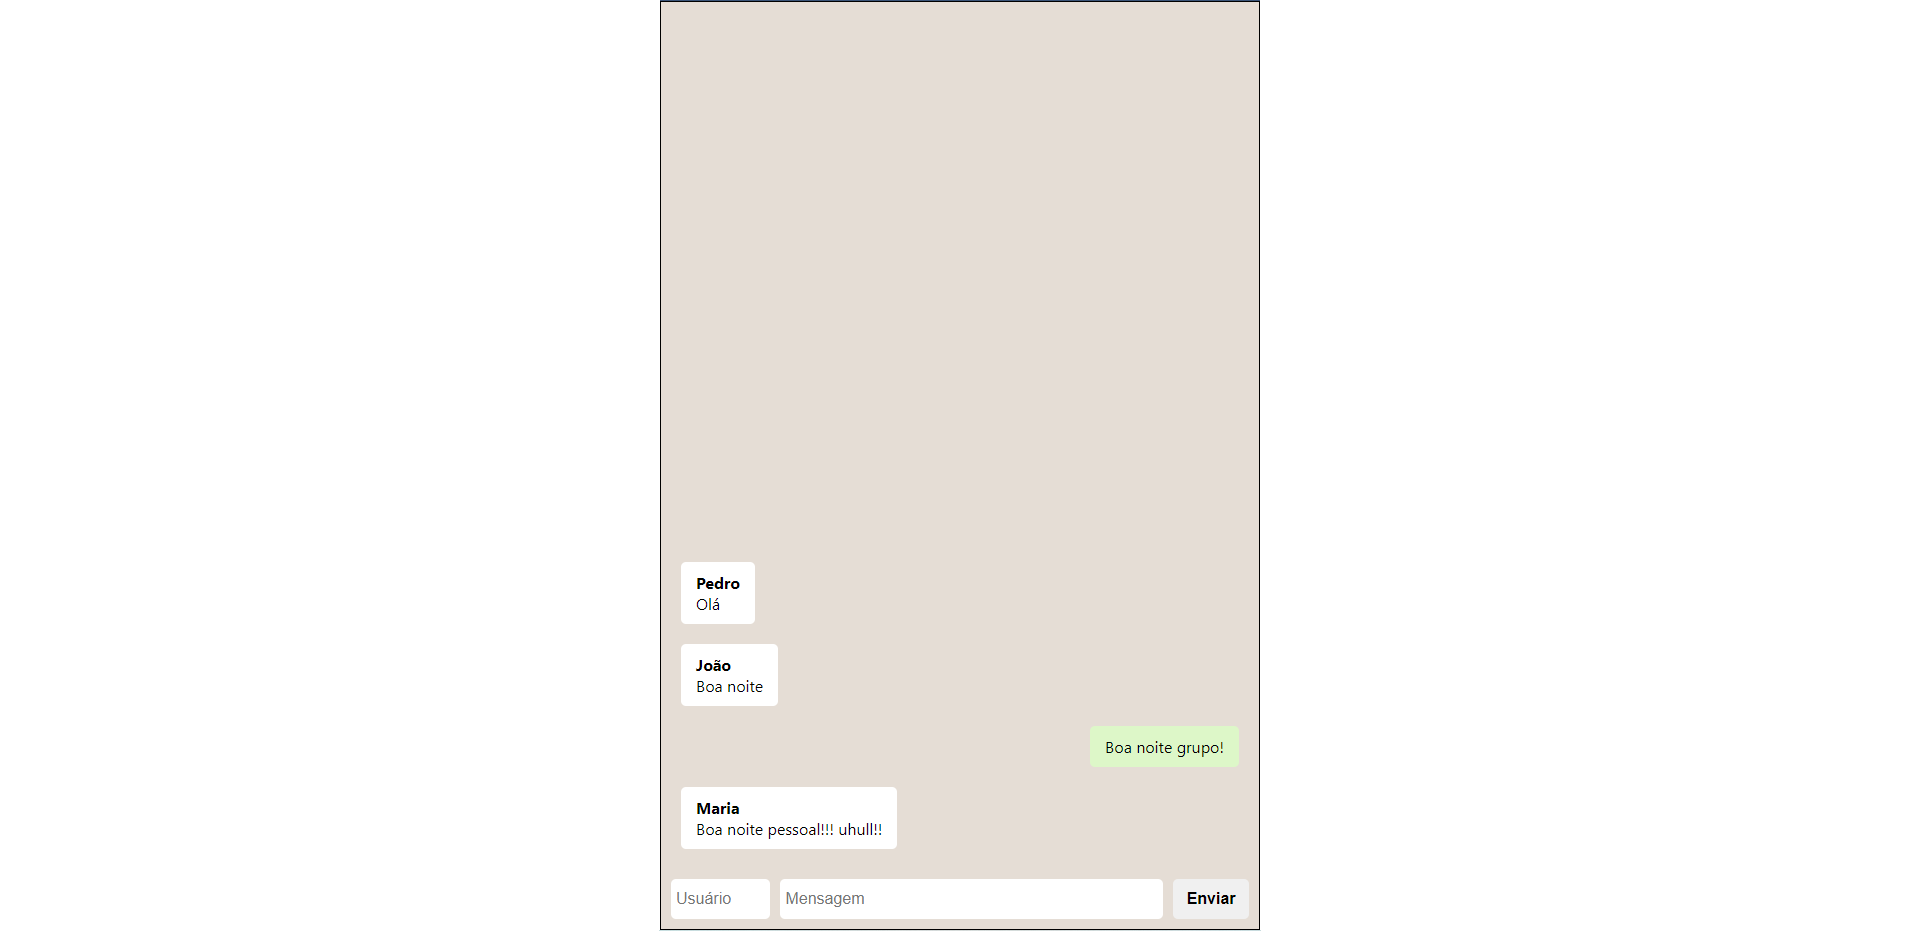 Pedro
Olá
João
Boa noite
Boa noite grupo!
Maria
Boa noite pessoal!!! uhull!!
Usuário Mensagem Enviar